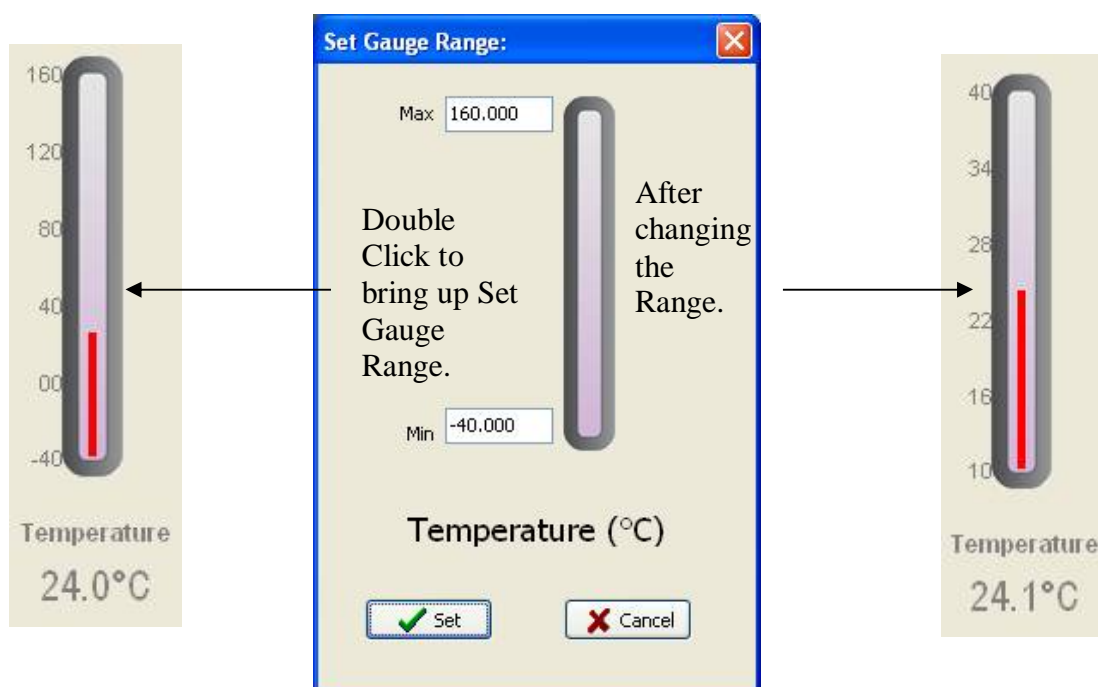 160
120
80
40
00
-40
Temperature
24.0°C
Set Gauge Range:
Max 160.000
Double
Click to
bring up Set
Gauge
Range.
After
changing
the
Range.
Min -40.000
Temperature (°C)
Set
Cancel
40
34
28
22
16
10
Temperature
24.1°C